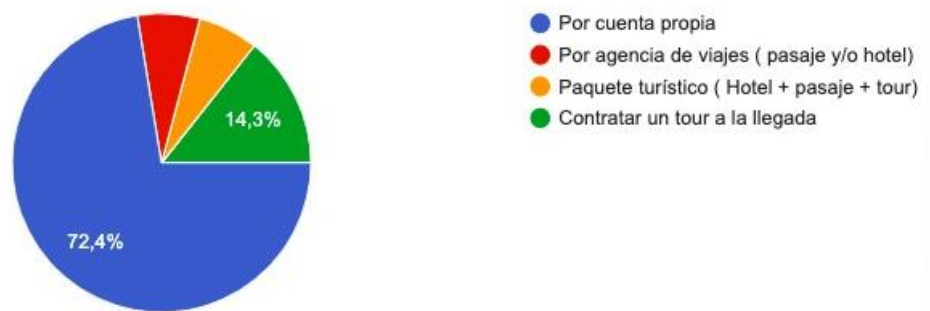 Por cuenta propia
Por agencia de viajes ( pasaje y/o hotel)
Paquete turístico ( Hotel + pasaje + tour)
Contratar un tour a la llegada
14,3%
72,4%